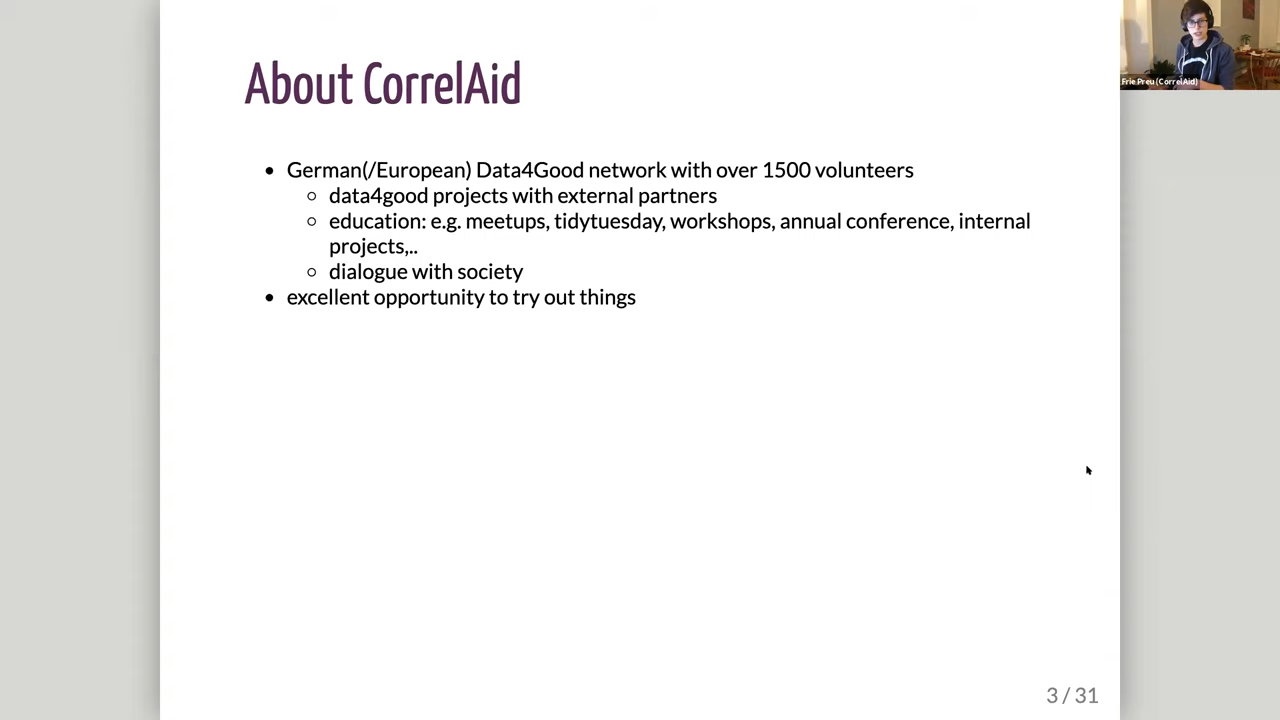 About CorrelAid
German(/European) Data4Good network with over 1500 volunteers
data4good projects with external partners
education: e.g. meetups, tidytuesday, workshops, annual conference, internal
projects,..
dialogue with society
excellent opportunity to try out things
3 / 31
Frie Preu (CorrelAid)